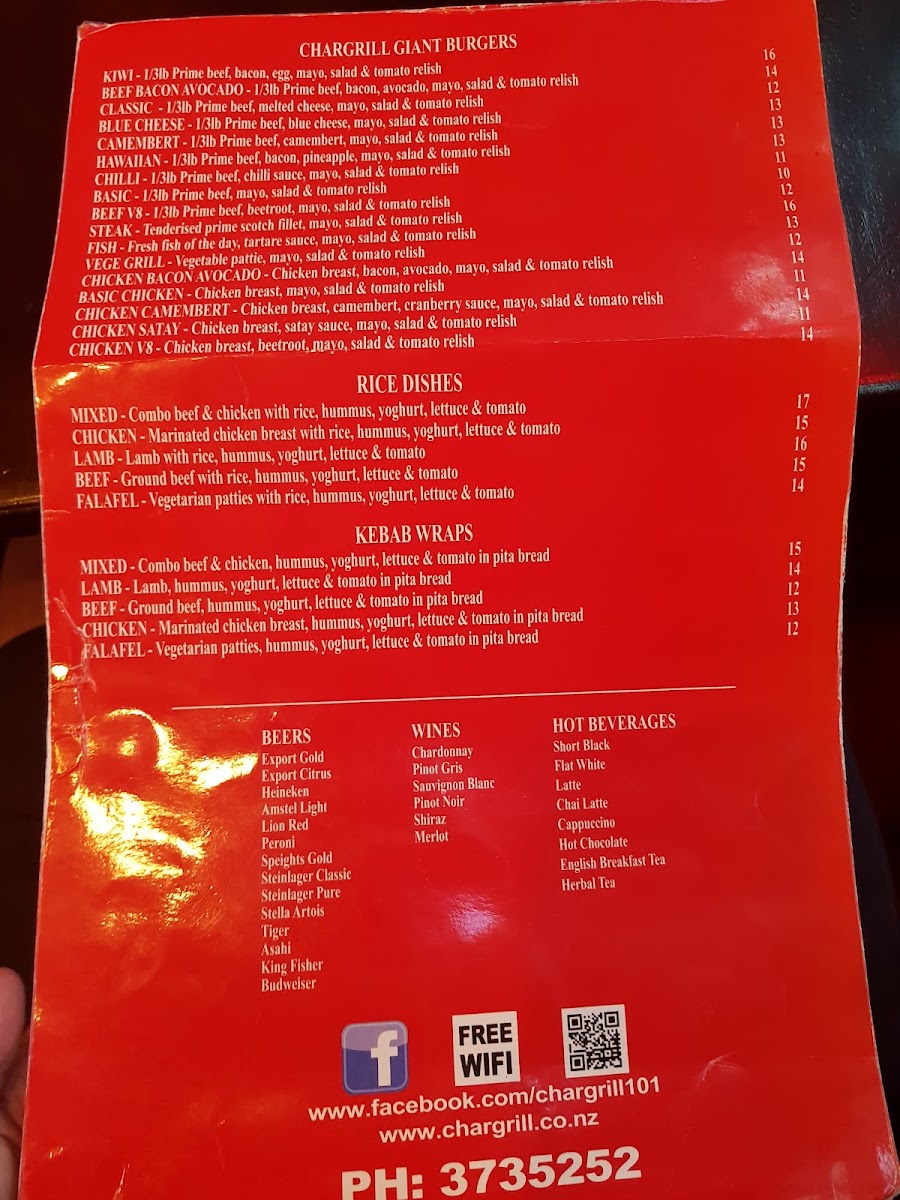 CHARGRILL GIANT BURGERS
KIWI - 1/3lb Prime beef, bacon, egg, mayo, salad & tomato relish 16
BEEF BACON AVOCADO - 1/3lb Prime beef, bacon, avocado, mayo, salad & tomato relish 14
CLASSIC - 1/3lb Prime beef, melted cheese, mayo, salad & tomato relish 12
BLUE CHEESE - 1/3lb Prime beef, blue cheese, mayo, salad & tomato relish 13
CAMEMBERT - 1/3lb Prime beef, camembert, mayo, salad & tomato relish 13
HAWAIIAN - 1/3lb Prime beef, bacon, pineapple, mayo, salad & tomato relish 13
CHILLI - 1/3lb Prime beef, chilli sauce, mayo, salad & tomato relish 11
BASIC - 1/3lb Prime beef, mayo, salad & tomato relish 10
BEEF V8 - 1/3lb Prime beef, beetroot, mayo, salad & tomato relish 12
STEAK - Tenderised prime scotch fillet, mayo, salad & tomato relish 16
FISH - Fresh fish of the day, tartare sauce, mayo, salad & tomato relish 13
VEGE GRILL - Vegetable pattie, mayo, salad & tomato relish 12
CHICKEN BACON AVOCADO - Chicken breast, bacon, avocado, mayo, salad & tomato relish 14
BASIC CHICKEN - Chicken breast, mayo, salad & tomato relish 11
CHICKEN CAMEMBERT - Chicken breast, camembert, cranberry sauce, mayo, salad & tomato relish 14
CHICKEN SATAY - Chicken breast, satay sauce, mayo, salad & tomato relish 11
CHICKEN V8 - Chicken breast, beetroot, mayo, salad & tomato relish 14
RICE DISHES
MIXED - Combo beef & chicken with rice, hummus, yoghurt, lettuce & tomato 17
CHICKEN - Marinated chicken breast with rice, hummus, yoghurt, lettuce & tomato 15
LAMB - Lamb with rice, hummus, yoghurt, lettuce & tomato 16
BEEF - Ground beef with rice, hummus, yoghurt, lettuce & tomato 15
FALAFEL - Vegetarian patties with rice, hummus, yoghurt, lettuce & tomato 14
KEBAB WRAPS
MIXED - Combo beef & chicken, hummus, yoghurt, lettuce & tomato in pita bread 15
LAMB - Lamb, hummus, yoghurt, lettuce & tomato in pita bread 14
BEEF - Ground beef, hummus, yoghurt, lettuce & tomato in pita bread 12
CHICKEN - Marinated chicken breast, hummus, yoghurt, lettuce & tomato in pita bread 13
FALAFEL - Vegetarian patties, hummus, yoghurt, lettuce & tomato in pita bread 12
BEERS
Export Gold
Export Citrus
Heineken
Amstel Light
Lion Red
Peroni
Speights Gold
Steinlager Classic
Steinlager Pure
Stella Artois
Tiger
Asahi
King Fisher
Budweiser
WINES
Chardonnay
Pinot Gris
Sauvignon Blanc
Pinot Noir
Shiraz
Merlot
HOT BEVERAGES
Short Black
Flat White
Latte
Chai Latte
Cappuccino
Hot Chocolate
English Breakfast Tea
Herbal Tea
f
FREE
WIFI
www.facebook.com/chargrill101
www.chargrill.co.nz
PH: 3735252